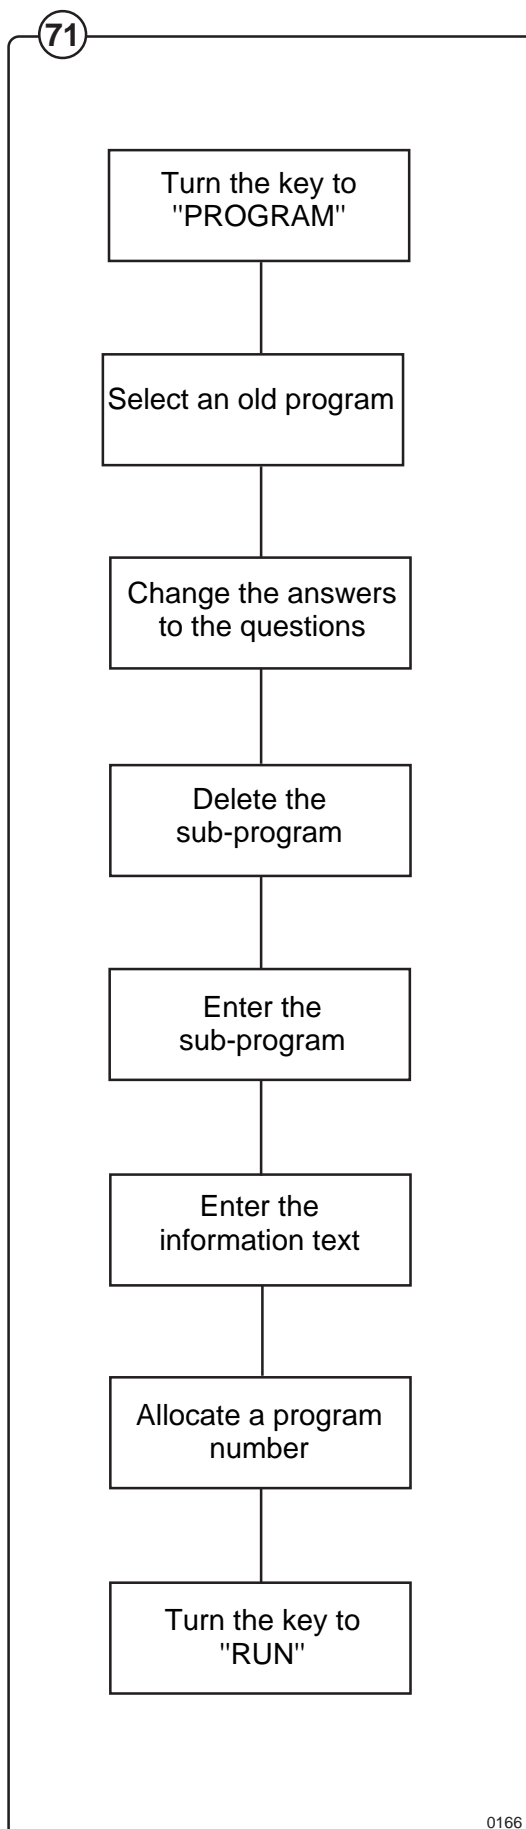 71
Turn the key to
"PROGRAM"
Select an old program
Change the answers
to the questions
Delete the
sub-program
Enter the
sub-program
Enter the
information text
Allocate a program
number
Turn the key to
"RUN"
0166